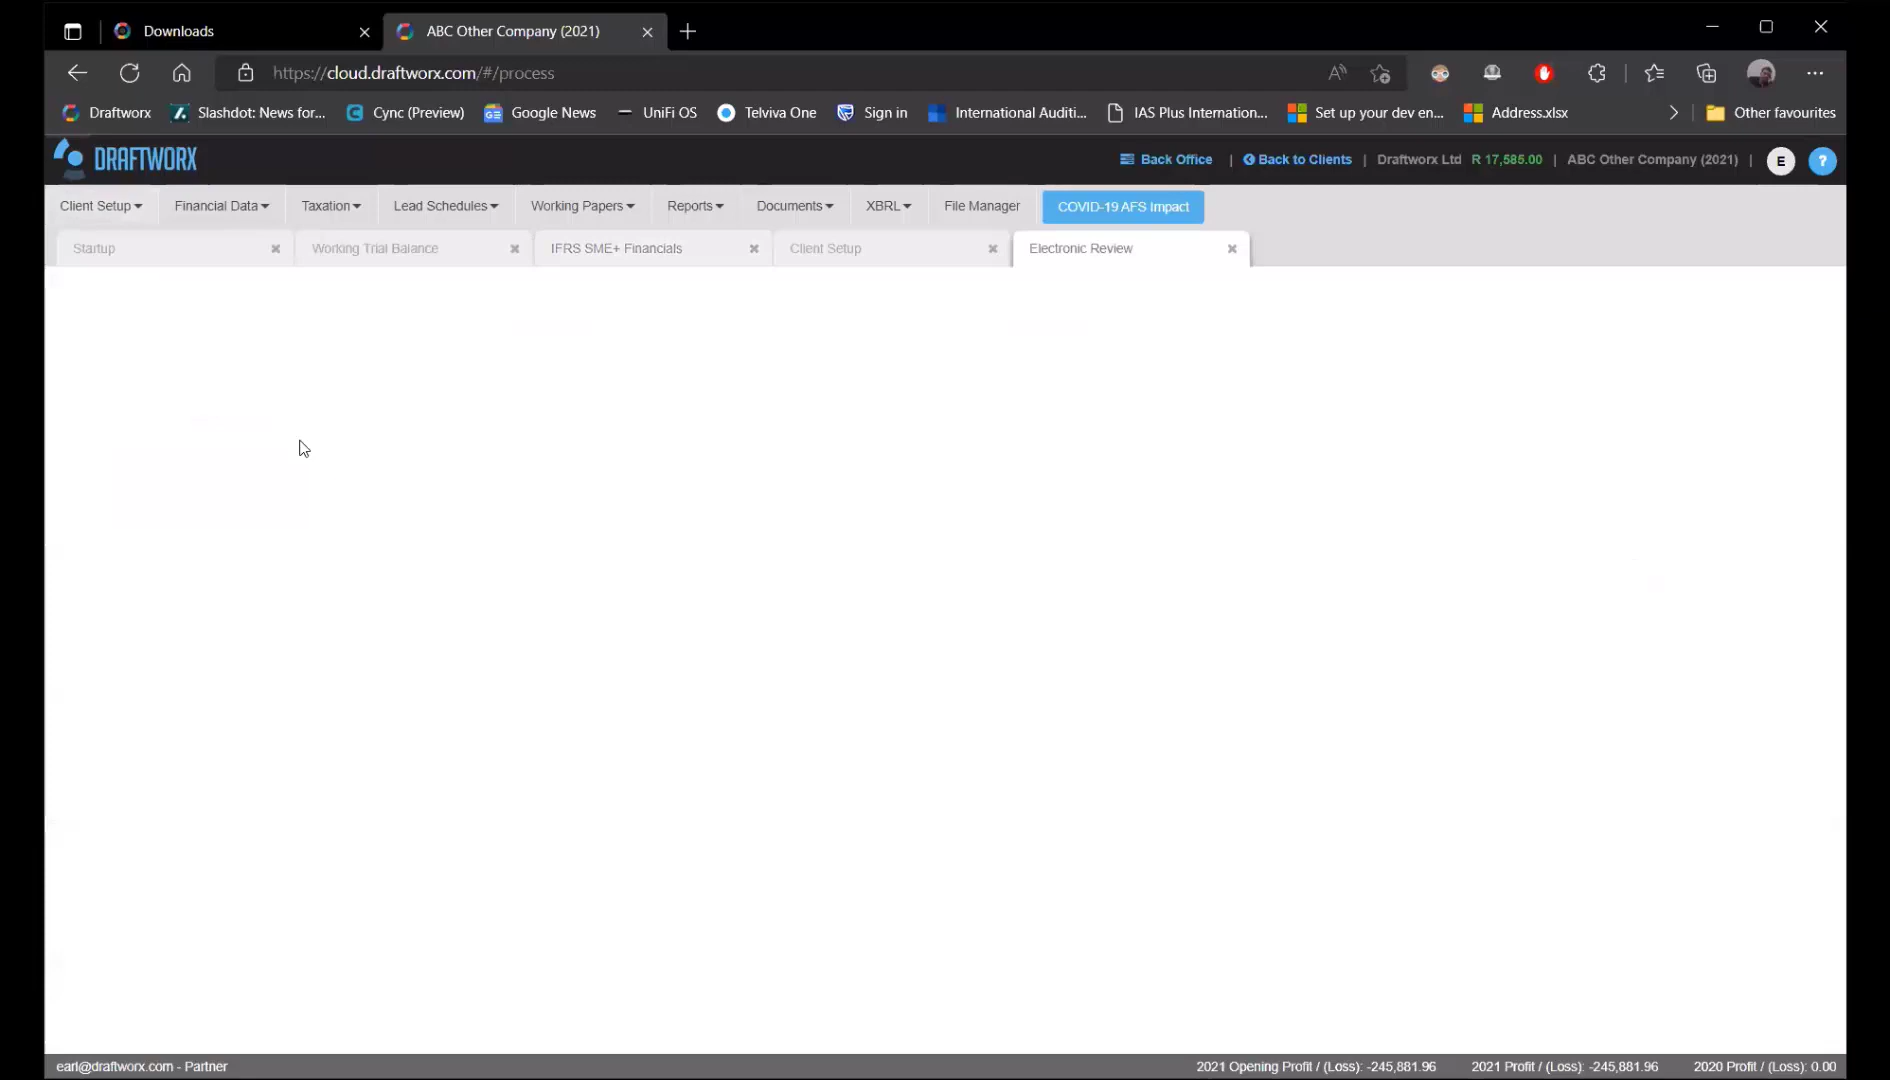 Downloads
ABC Other Company (2021)
https://cloud.draftworx.com/#/process
Draftworx
Slashdot: News for...
Cync (Preview)
Google News
UniFi OS
Telviva One
Sign in
International Auditi...
IAS Plus Internation...
Set up your dev en...
Address.xlsx
Other favourites
DRAFTWORX
Back Office | Back to Clients | Draftworx Ltd R 17,585.00 | ABC Other Company (2021) | E ?
Client Setup
Financial Data
Taxation
Lead Schedules
Working Papers
Reports
Documents
XBRL
File Manager
COVID-19 AFS Impact
Startup
Working Trial Balance
IFRS SME+ Financials
Client Setup
Electronic Review
earl@draftworx.com - Partner
2021 Opening Profit / (Loss): -245,881.96
2021 Profit / (Loss): -245,881.96
2020 Profit / (Loss): 0.00